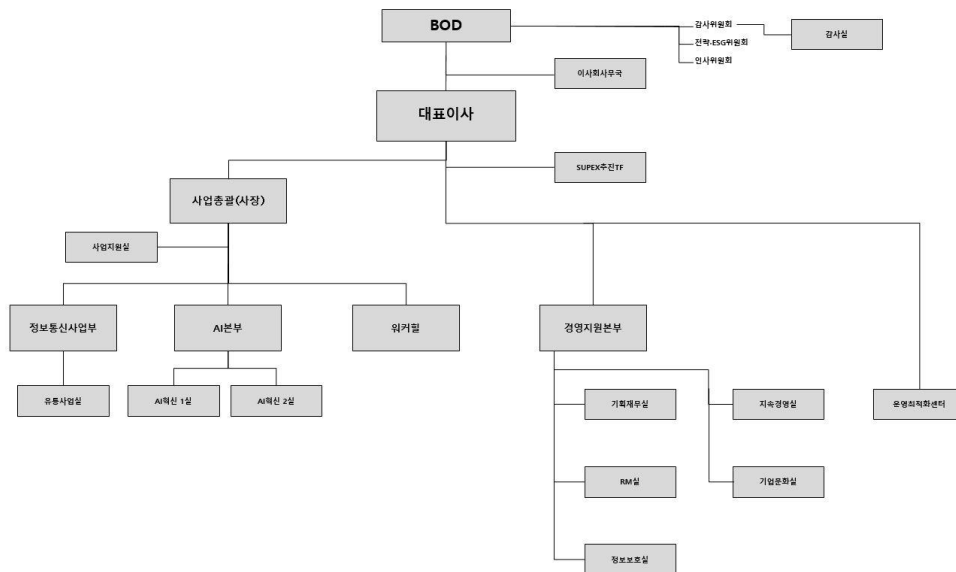 BOD
감사위원회
전략·ESG위원회
인사위원회
감사실
이사회사무국
대표이사
SUPEX추진TF
사업총괄(사장)
사업지원실
정보통신사업부
AI본부
워커힐
경영지원본부
유통사업실
AI혁신 1실
AI혁신 2실
기획재무실
지속경영실
운영최적화센터
RM실
기업문화실
정보보호실